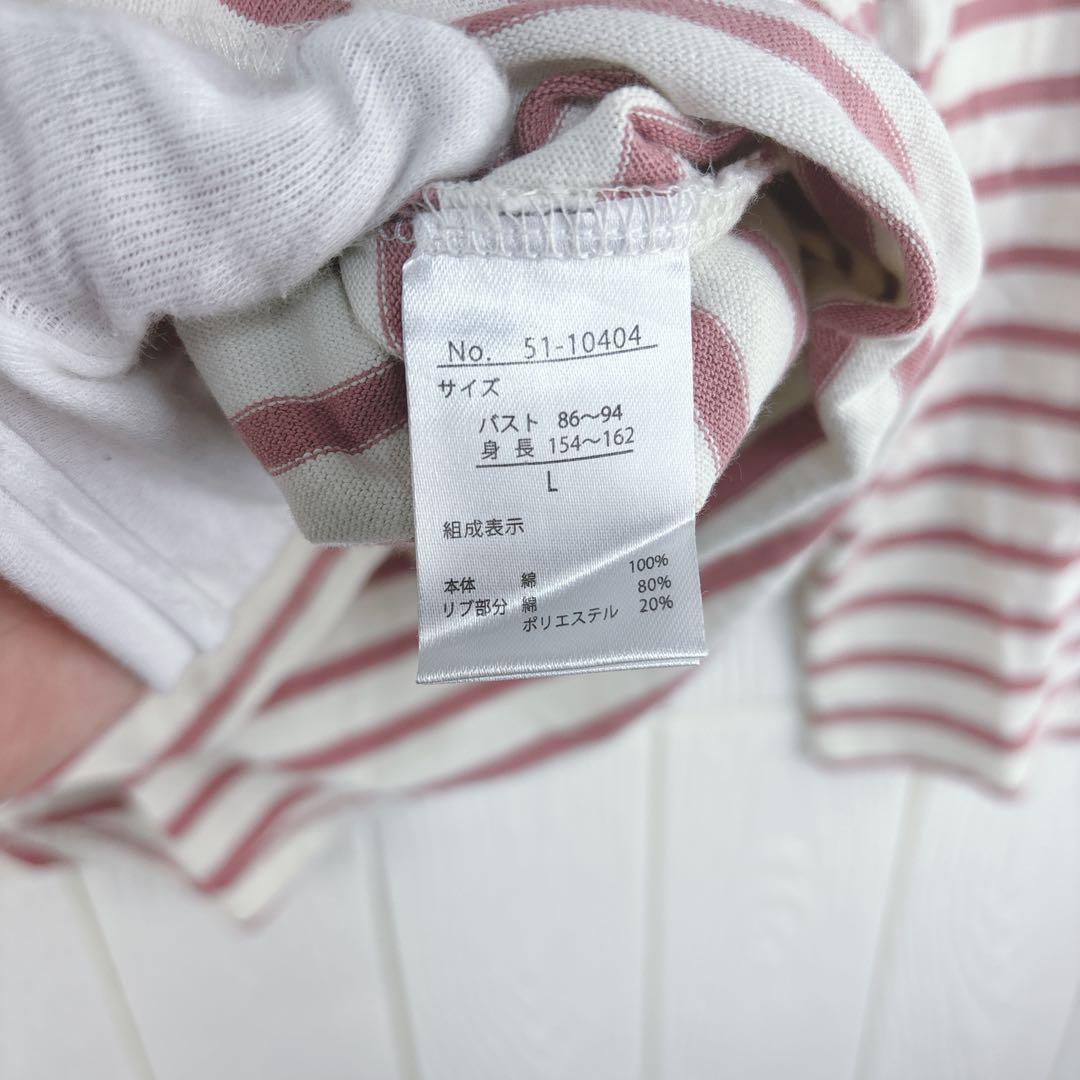 No. 51-10404
サイズ
バスト 86〜94
身長 154〜162
L
組成表示
本体 綿 100%
リブ部分 綿 80%
ポリエステル 20%